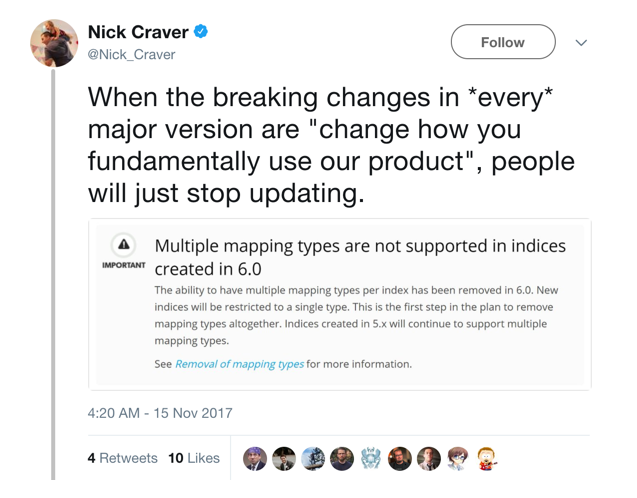 Nick Craver
@Nick_Craver
Follow
When the breaking changes in *every*
major version are "change how you
fundamentally use our product", people
will just stop updating.
IMPORTANT
Multiple mapping types are not supported in indices
created in 6.0
The ability to have multiple mapping types per index has been removed in 6.0. New
indices will be restricted to a single type. This is the first step in the plan to remove
mapping types altogether. Indices created in 5.x will continue to support multiple
mapping types.
See Removal of mapping types for more information.
4:20 AM - 15 Nov 2017
4 Retweets 10 Likes